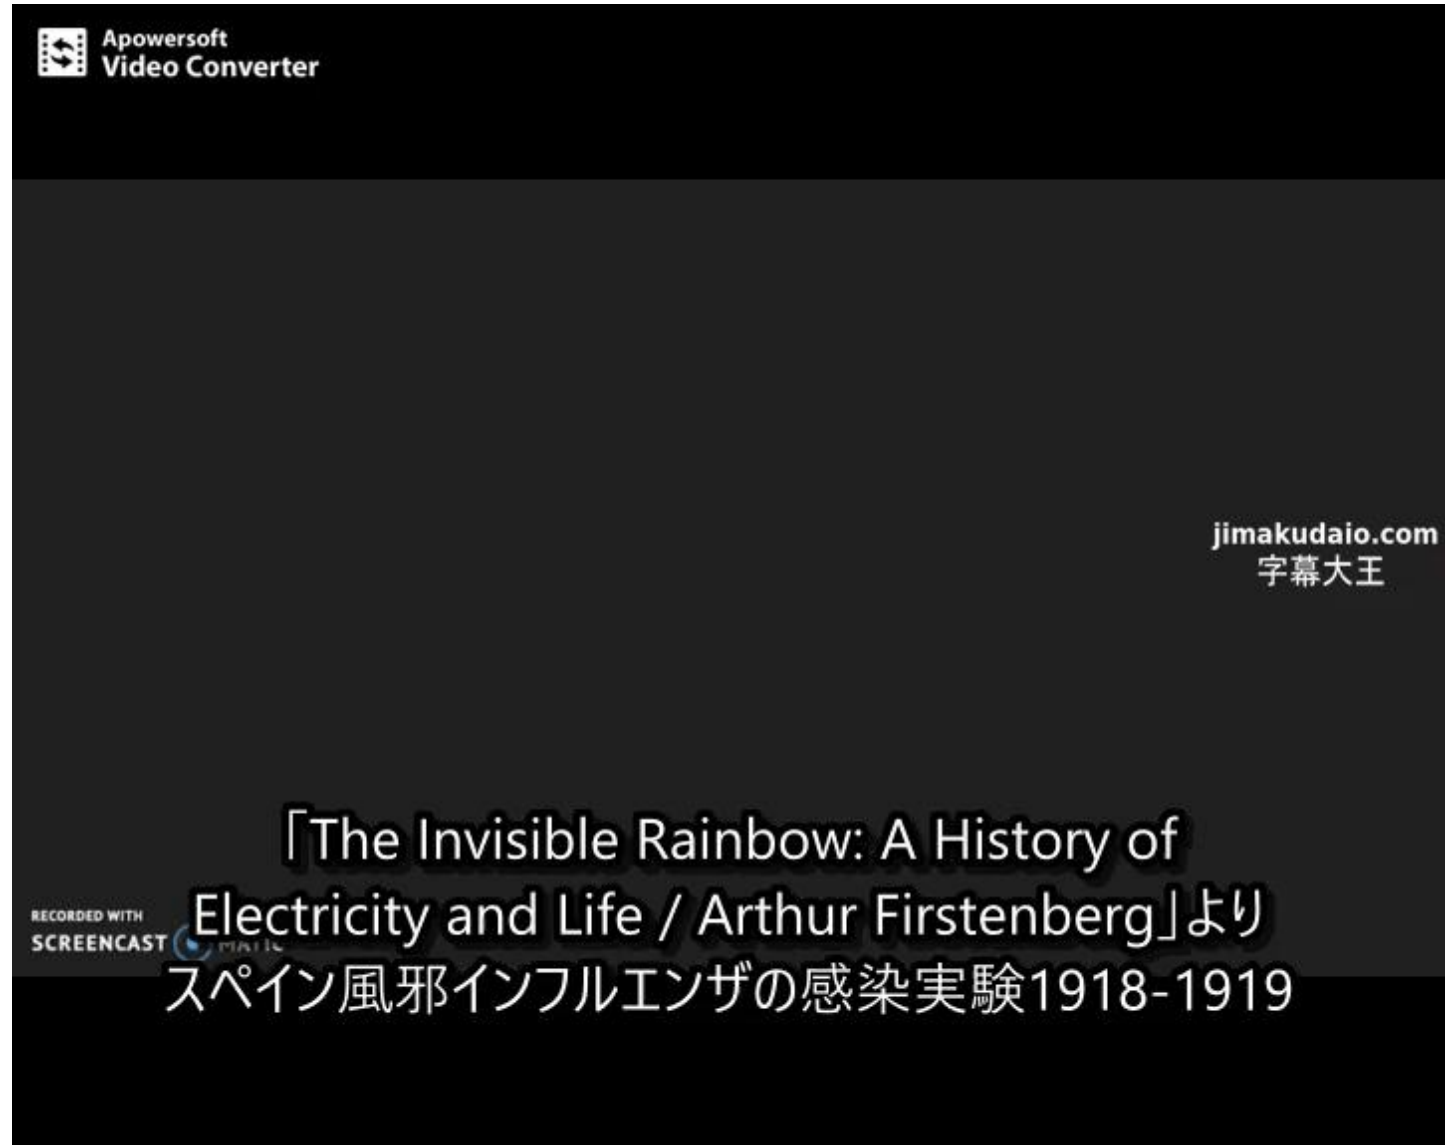 Apowersoft
Video Converter
jimakudaio.com
字幕大王
「The Invisible Rainbow: A History of
Electricity and Life / Arthur Firstenberg」より
スペイン風邪インフルエンザの感染実験1918-1919
RECORDED WITH
SCREENCAST MATIC